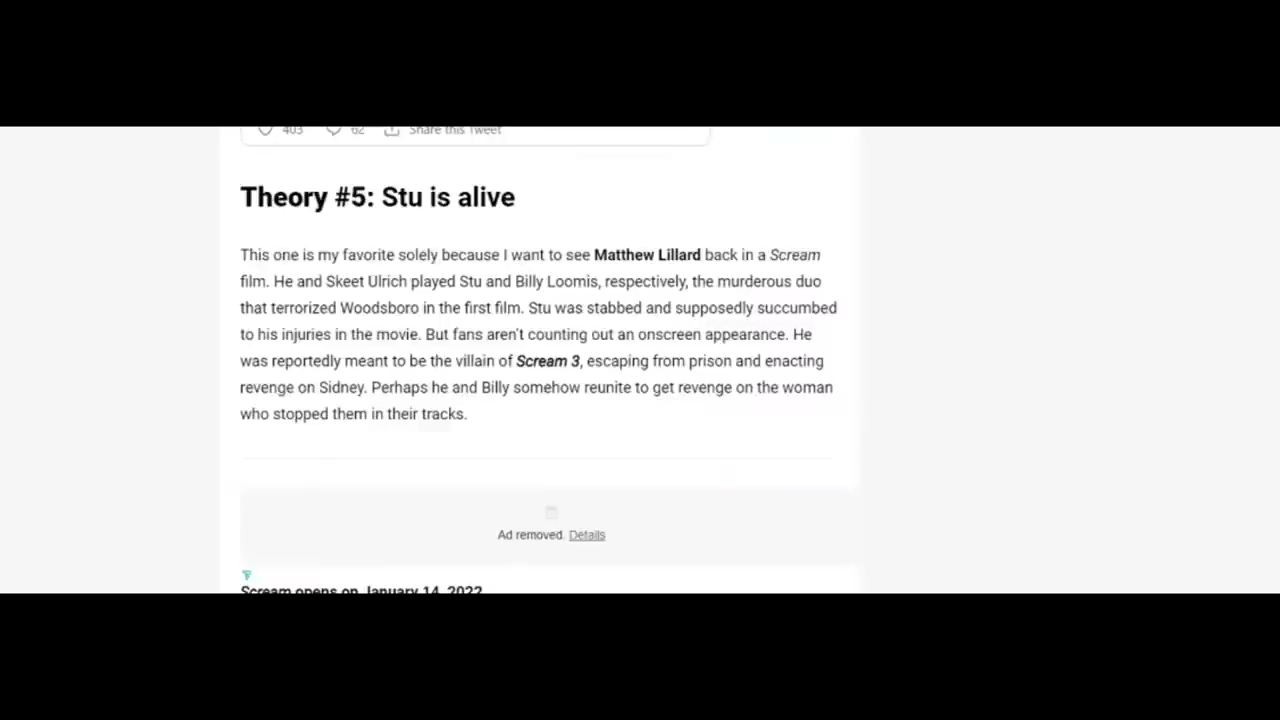 403 62 Share this Tweet
Theory #5: Stu is alive
This one is my favorite solely because I want to see Matthew Lillard back in a Scream
film. He and Skeet Ulrich played Stu and Billy Loomis, respectively, the murderous duo
that terrorized Woodsboro in the first film. Stu was stabbed and supposedly succumbed
to his injuries in the movie. But fans aren't counting out an onscreen appearance. He
was reportedly meant to be the villain of Scream 3, escaping from prison and enacting
revenge on Sidney. Perhaps he and Billy somehow reunite to get revenge on the woman
who stopped them in their tracks.
Ad removed. Details
Scream opens on January 14, 2022